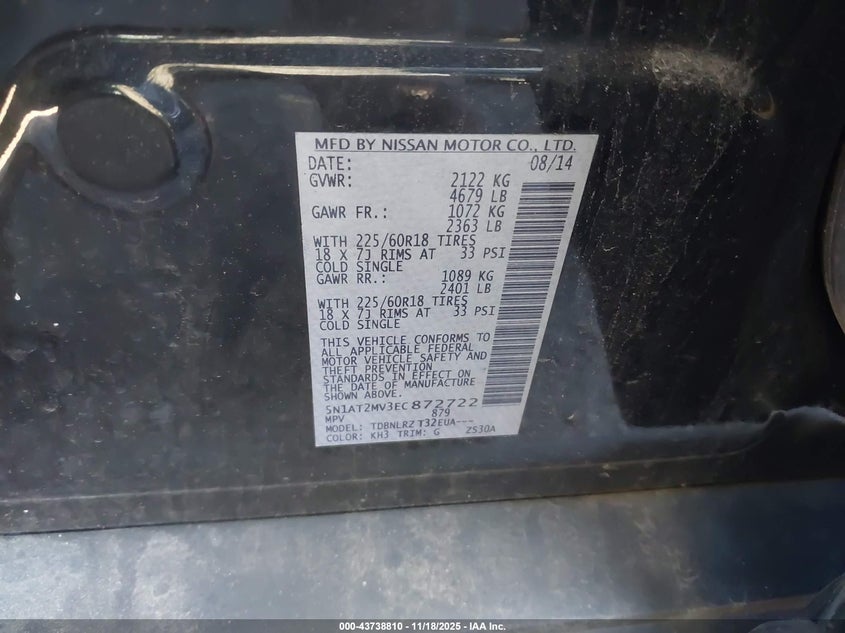 MFD BY NISSAN MOTOR CO., LTD.
DATE: 08/14
GVWR: 2122 KG
4679 LB
GAWR FR.: 1072 KG
2363 LB
WITH 225/60R18 TIRES
18 X 7J RIMS AT 33 PSI
COLD SINGLE
GAWR RR.: 1089 KG
2401 LB
WITH 225/60R18 TIRES
18 X 7J RIMS AT 33 PSI
COLD SINGLE
THIS VEHICLE CONFORMS TO
ALL APPLICABLE FEDERAL
MOTOR VEHICLE SAFETY AND
THEFT PREVENTION
STANDARDS IN EFFECT ON
THE DATE OF MANUFACTURE
SHOWN ABOVE.
5N1AT2MV3EC872722
MPV 879
MODEL: TDBNLRZ T32EUA---
COLOR: KH3 TRIM: G ZS30A
000-43738810 - 11/18/2025 - IAA Inc.